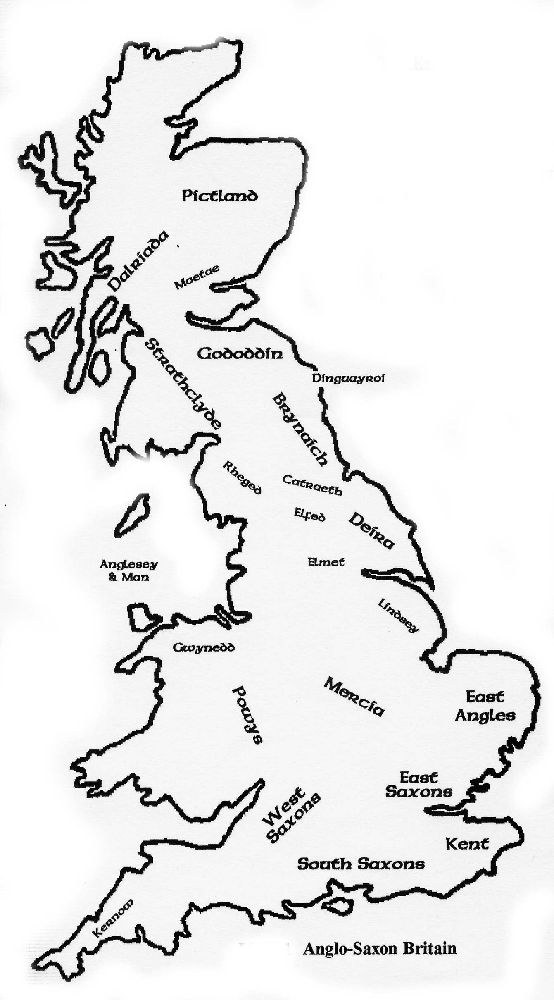 Pictland
Dalriada
Maetae
Strathclyde
Gododdin
Dinguayroi
Brynaich
Rheged
Catraeth
Elfed
Deira
Anglesey
& Man
Elmet
Lindsey
Gwynedd
Powys
Mercia
East
Angles
East
Saxons
West
Saxons
Kent
South Saxons
Kernow
Anglo-Saxon Britain